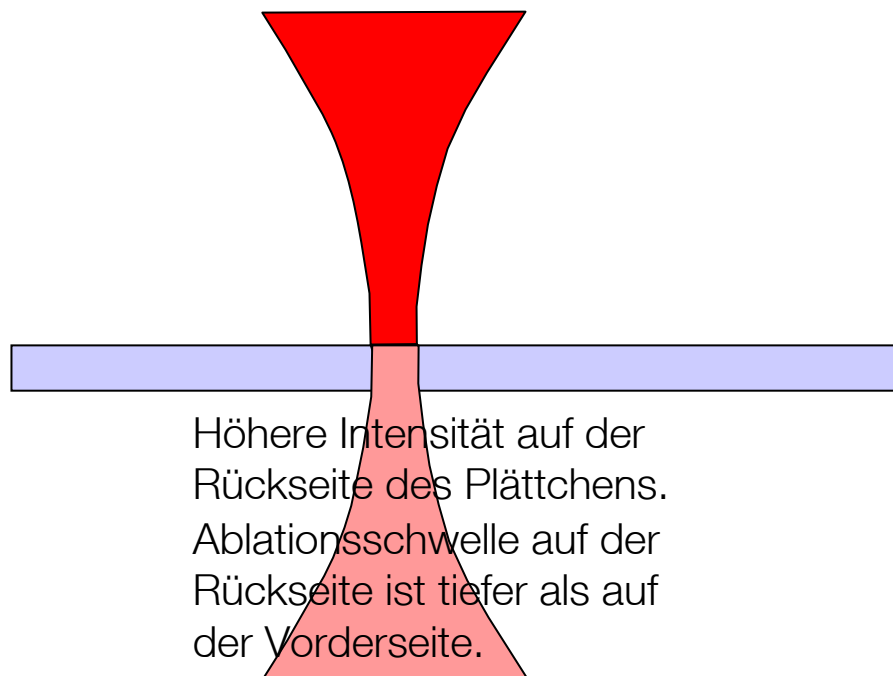 Höhere Intensität auf der
Rückseite des Plättchens.
Ablationsschwelle auf der
Rückseite ist tiefer als auf
der Vorderseite.